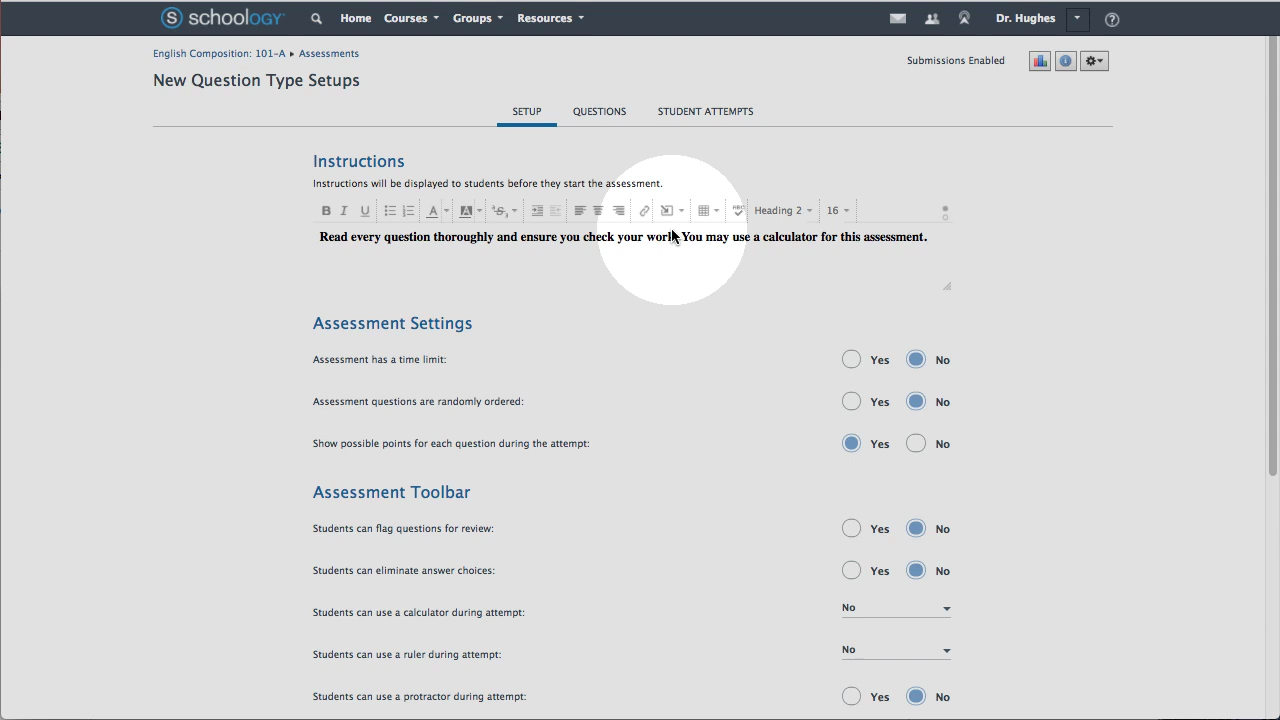 S schoology Home Courses Groups Resources Dr. Hughes ?
English Composition: 101-A ▸ Assessments
Submissions Enabled
New Question Type Setups
SETUP QUESTIONS STUDENT ATTEMPTS
Instructions
Instructions will be displayed to students before they start the assessment.
B I U A A S ABC Heading 2 16
Read every question thoroughly and ensure you check your work. You may use a calculator for this assessment.
Assessment Settings
Assessment has a time limit: Yes No
Assessment questions are randomly ordered: Yes No
Show possible points for each question during the attempt: Yes No
Assessment Toolbar
Students can flag questions for review: Yes No
Students can eliminate answer choices: Yes No
Students can use a calculator during attempt: No
Students can use a ruler during attempt: No
Students can use a protractor during attempt: Yes No